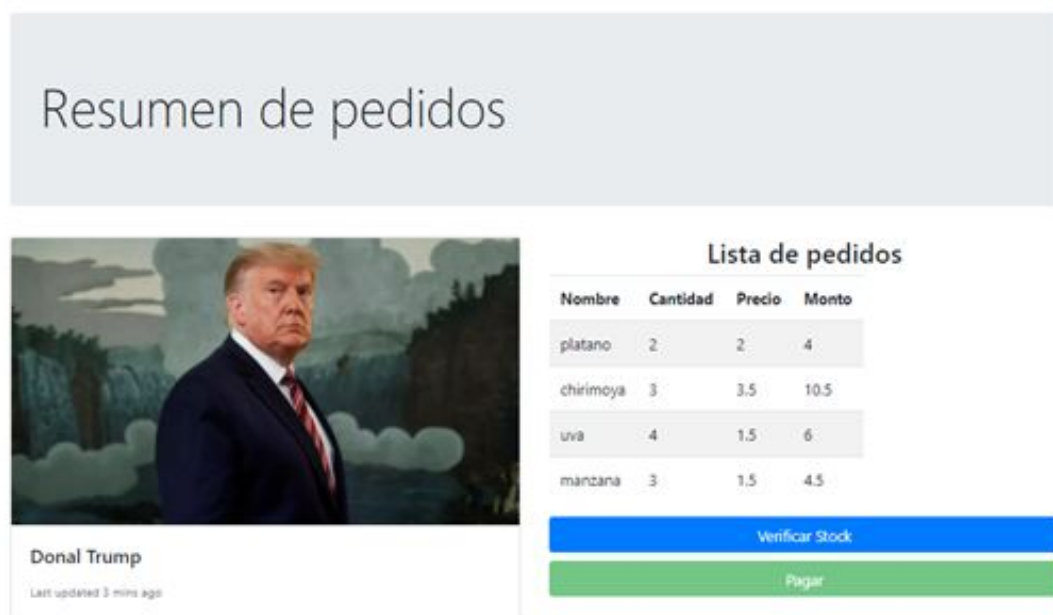 Resumen de pedidos
Donal Trump
Last updated 3 mins ago
Lista de pedidos
Nombre Cantidad Precio Monto
platano 2 2 4
chirimoya 3 3.5 10.5
uva 4 1.5 6
manzana 3 1.5 4.5
Verificar Stock
Pagar